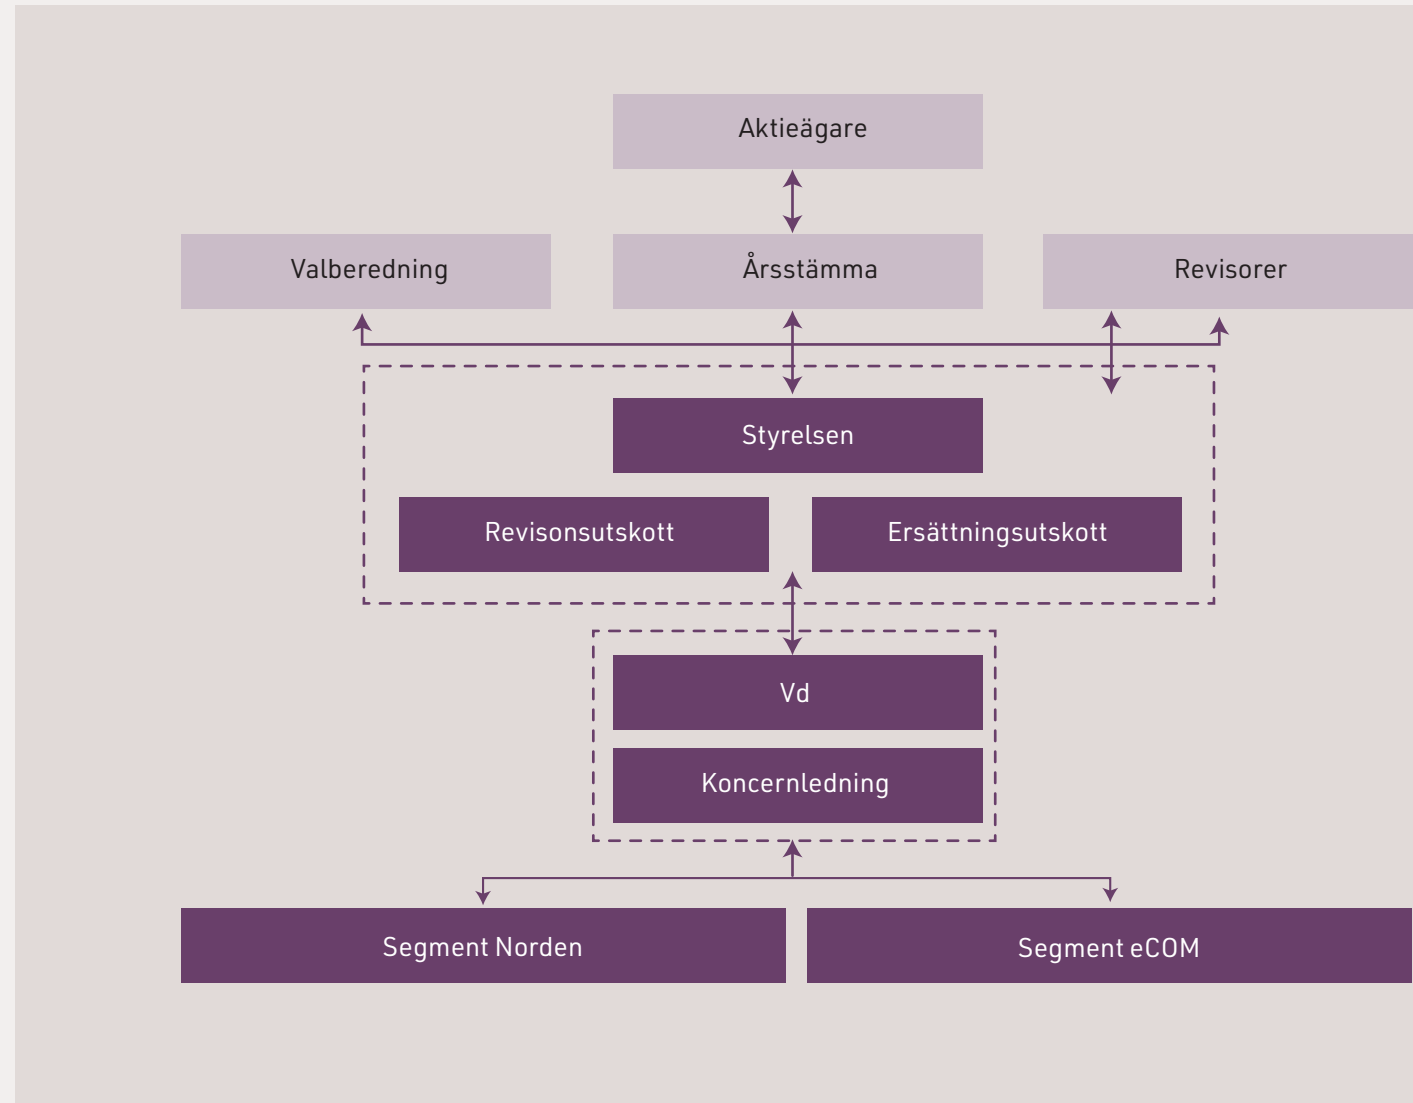 Aktieägare
Valberedning
Årsstämma
Revisorer
Styrelsen
Revisonsutskott
Ersättningsutskott
Vd
Koncernledning
Segment Norden
Segment eCOM